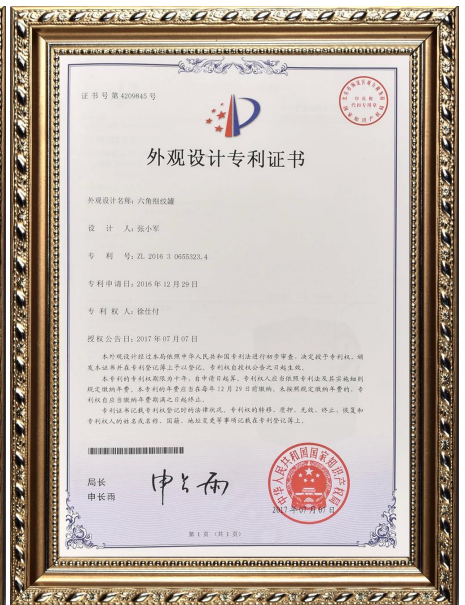 证书号第4209845号
外观设计专利证书
外观设计名称：六角细纹罐
设 计 人：张小军
专 利 号：ZL 2016 3 0655323.4
专利申请日：2016年12月29日
专 利 权 人：徐仕付
授权公告日：2017年07月07日
本外观设计经过本局依照中华人民共和国专利法进行初步审查，决定授予专利权，颁
发本证书并在专利登记簿上予以登记。专利权自授权公告之日起生效。
本专利的专利权期限为十年，自申请日起算。专利权人应当依照专利法及其实施细则
规定缴纳年费。本专利的年费应当在每年12月29日前缴纳。未按照规定缴纳年费的，专
利权自应当缴纳年费期满之日起终止。
专利证书记载专利权登记时的法律状况。专利权的转移、质押、无效、终止、恢复和
专利权人的姓名或名称、国籍、地址变更等事项记载在专利登记簿上。
局长
申长雨
申长雨
中华人民共和国国家知识产权局
2017年07月07日
第1页（共1页）